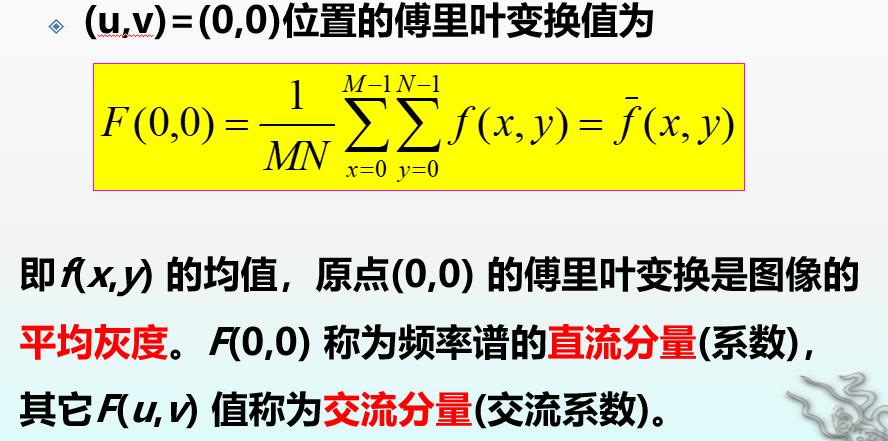 (u,v)=(0,0)位置的傅里叶变换值为
F(0,0) = \frac{1}{MN} \sum_{x=0}^{M-1} \sum_{y=0}^{N-1} f(x,y) = \bar{f}(x,y)
即f(x,y) 的均值，原点(0,0) 的傅里叶变换是图像的
平均灰度。F(0,0) 称为频率谱的直流分量(系数)，
其它F(u,v) 值称为交流分量(交流系数)。